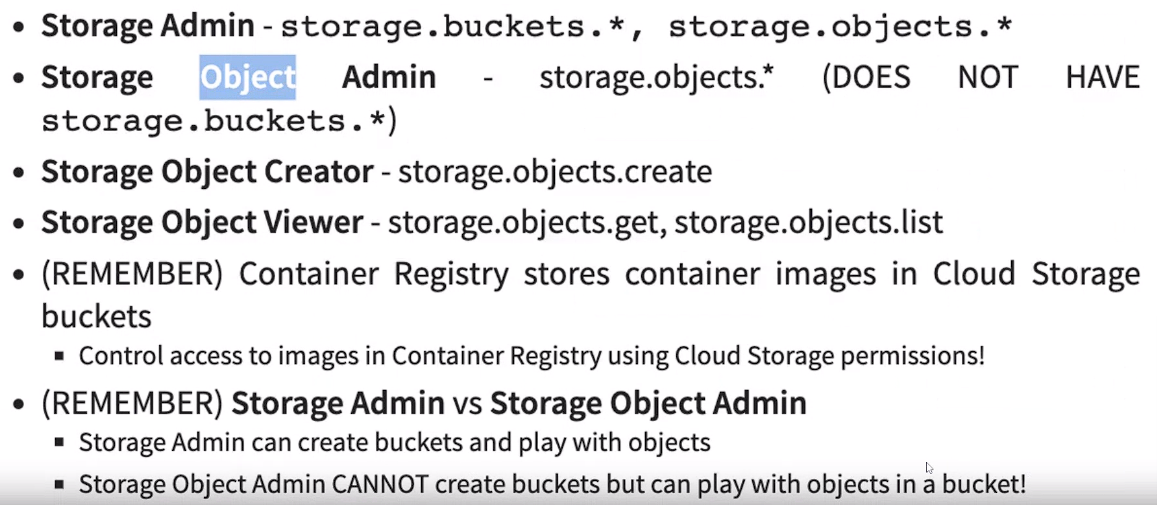 • Storage Admin - storage.buckets.*, storage.objects.*
• Storage Object Admin - storage.objects.* (DOES NOT HAVE
storage.buckets.*)
• Storage Object Creator - storage.objects.create
• Storage Object Viewer - storage.objects.get, storage.objects.list
• (REMEMBER) Container Registry stores container images in Cloud Storage
buckets
▪ Control access to images in Container Registry using Cloud Storage permissions!
• (REMEMBER) Storage Admin vs Storage Object Admin
▪ Storage Admin can create buckets and play with objects
▪ Storage Object Admin CANNOT create buckets but can play with objects in a bucket!